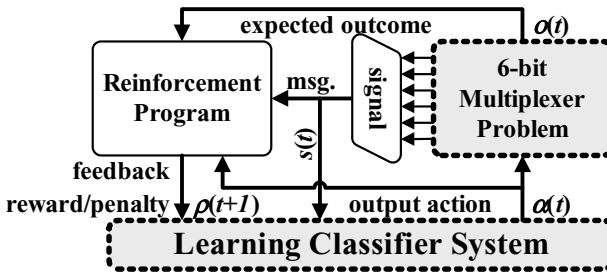 expected outcome
o(t)
Reinforcement
Program
msg.
signal
6-bit
Multiplexer
Problem
s(t)
feedback
reward/penalty
ρ(t+1)
output action
α(t)
Learning Classifier System